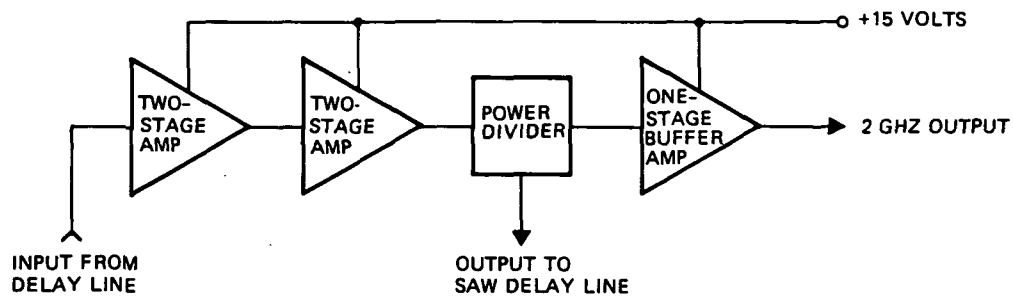 +15 VOLTS
TWO-
STAGE
AMP
TWO-
STAGE
AMP
POWER
DIVIDER
ONE-
STAGE
BUFFER
AMP
2 GHZ OUTPUT
INPUT FROM
DELAY LINE
OUTPUT TO
SAW DELAY LINE